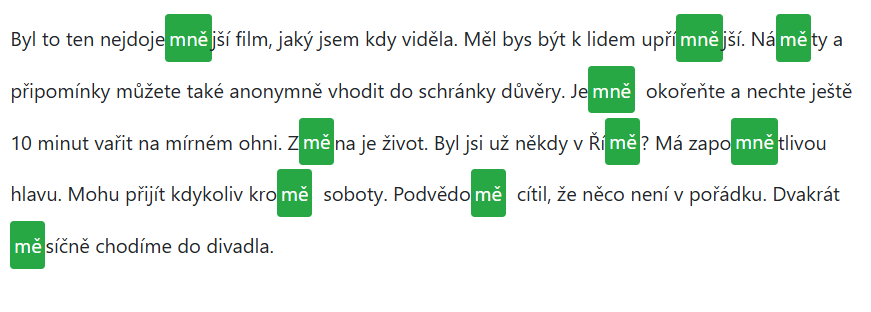 Byl to ten nejdojemnější film, jaký jsem kdy viděla. Měl bys být k lidem upřímnější. Náměty a
připomínky můžete také anonymně vhodit do schránky důvěry. Jemně okořeňte a nechte ještě
10 minut vařit na mírném ohni. Změna je život. Byl jsi už někdy v Římě? Má zapomnětlivou
hlavu. Mohu přijít kdykoliv kromě soboty. Podvědomě cítil, že něco není v pořádku. Dvakrát
měsíčně chodíme do divadla.